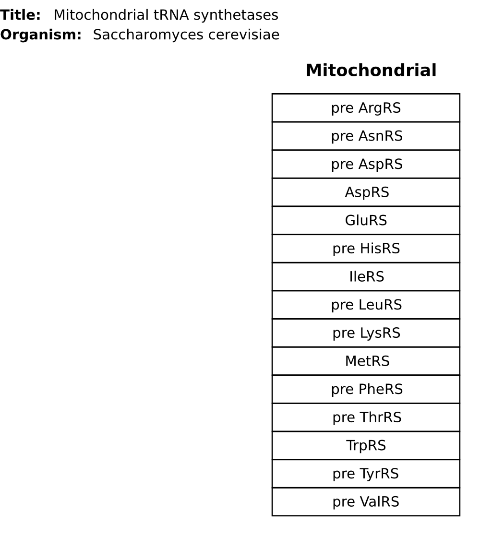 Title: Mitochondrial tRNA synthetases
Organism: Saccharomyces cerevisiae
Mitochondrial
pre ArgRS
pre AsnRS
pre AspRS
AspRS
GluRS
pre HisRS
IleRS
pre LeuRS
pre LysRS
MetRS
pre PheRS
pre ThrRS
TrpRS
pre TyrRS
pre ValRS